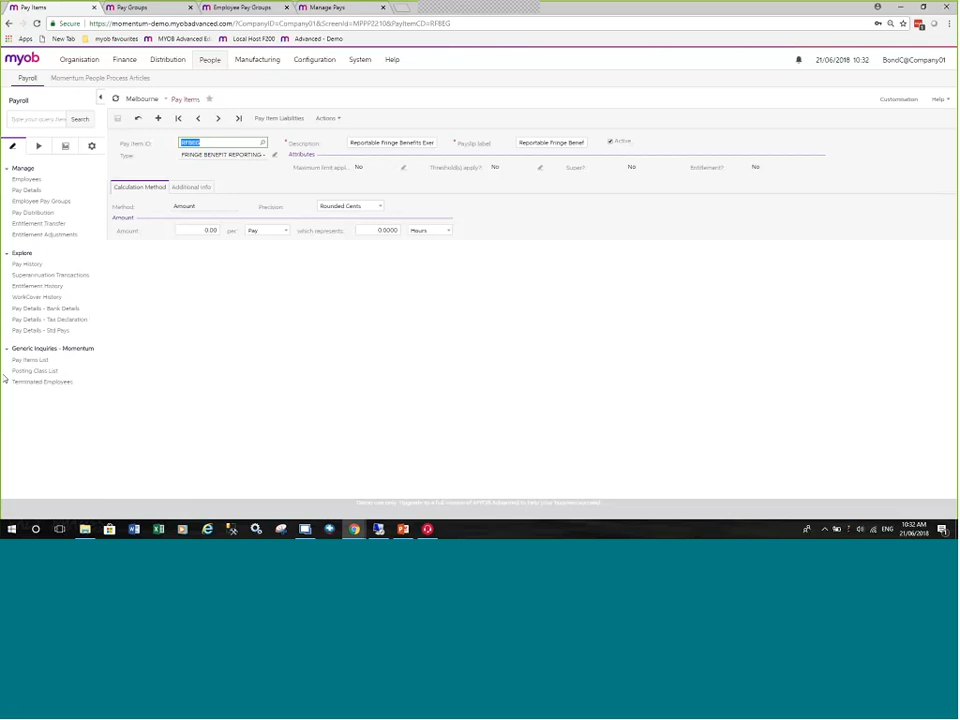 Pay Items
Pay Groups
Employee Pay Groups
Manage Pays
Secure
https://momentum-demo.myobadvanced.com/?CompanyID=Company01&ScreenId=MPPP2210&PayItemCD=RFBEG
Apps
New Tab
myob favourites
MYOB Advanced Ed
Local Host F200
Advanced - Demo
myob
Organisation
Finance
Distribution
People
Manufacturing
Configuration
System
Help
21/06/2018 10:32
BondC@Company01
Payroll
Momentum People Process Articles
Payroll
Melbourne
Pay Items
Customisation
Help
Type your query here
Search
Pay Item Liabilities
Actions
Pay Item ID:
RFBEG
* Description
Reportable Fringe Benefits Exer
* Payslip label
Reportable Fringe Benef
Active
Type:
FRINGE BENEFIT REPORTING -
Attributes
Maximum limit appl...
No
Threshold(s) apply?
No
Super?
No
Entitlement?
No
Calculation Method
Additional Info
Method:
Amount
Precision:
Rounded Cents
Amount
Amount:
0.00
per:
Pay
which represents:
0.0000
Hours
Manage
Employees
Pay Details
Employee Pay Groups
Pay Distribution
Entitlement Transfer
Entitlement Adjustments
Explore
Pay History
Superannuation Transactions
Entitlement History
WorkCover History
Pay Details - Bank Details
Pay Details - Tax Declaration
Pay Details - Std Pays
Generic Inquiries - Momentum
Pay Items List
Posting Class List
Terminated Employees
ENG
10:32 AM
21/06/2018